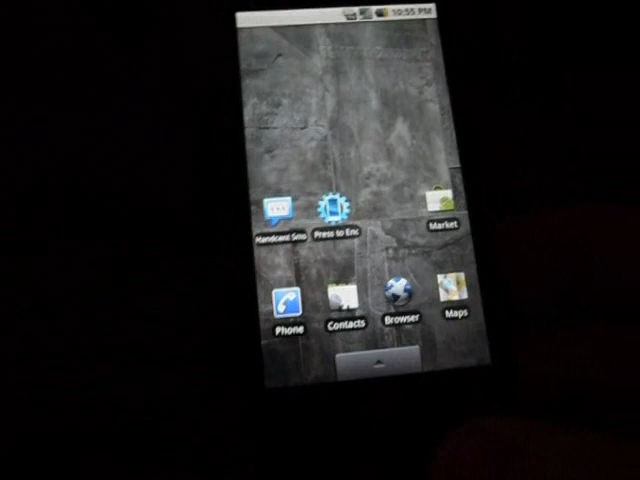 10:55 PM
Handcent Sms
Press to Enc
Market
Phone
Contacts
Browser
Maps